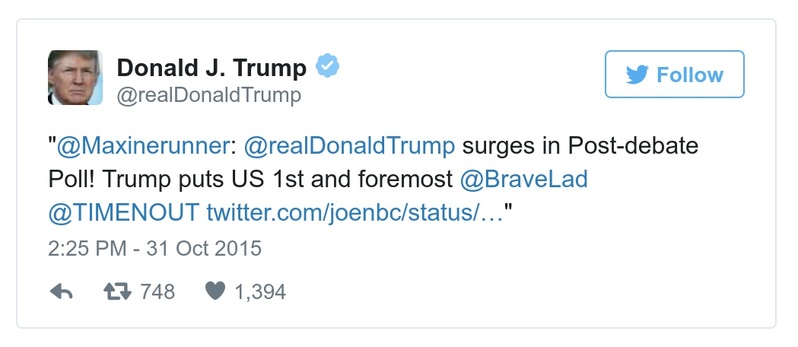 Donald J. Trump
@realDonaldTrump
Follow
"@Maxinerunner: @realDonaldTrump surges in Post-debate
Poll! Trump puts US 1st and foremost @BraveLad
@TIMENOUT twitter.com/joenbc/status/…"
2:25 PM - 31 Oct 2015
748 1,394